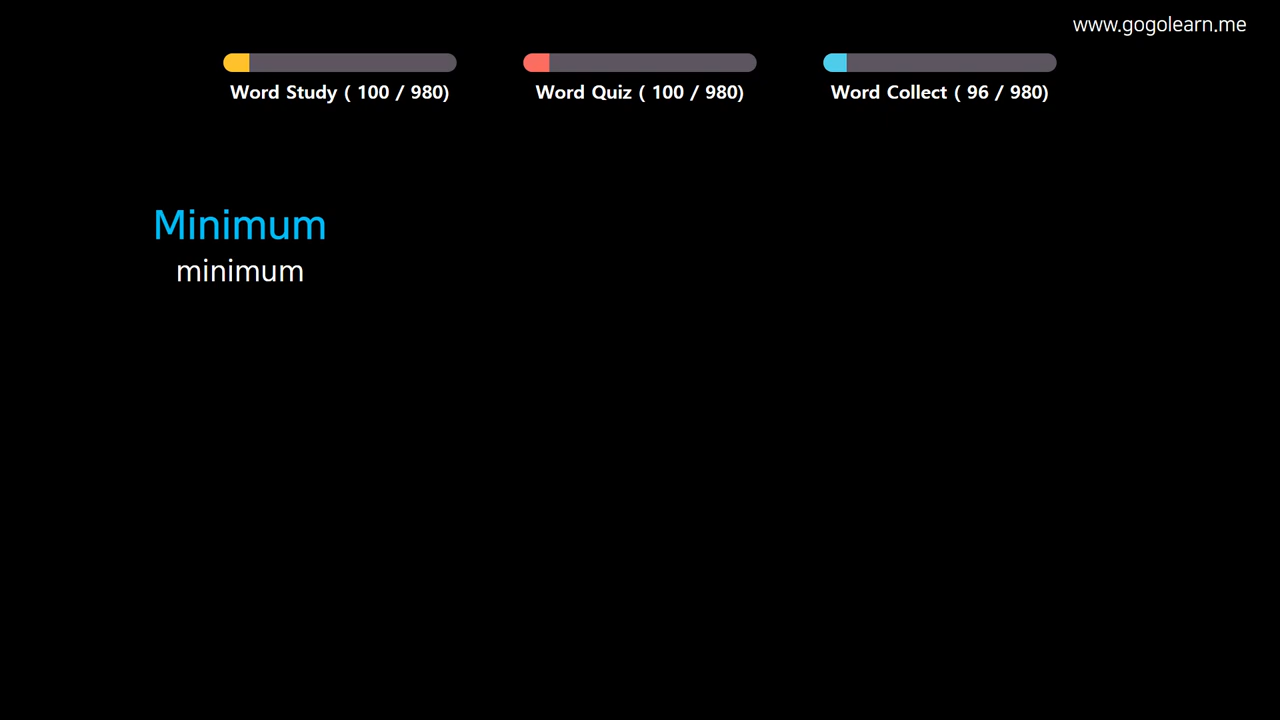 www.gogolearn.me
Word Study ( 100 / 980)
Word Quiz ( 100 / 980)
Word Collect ( 96 / 980)
Minimum
minimum